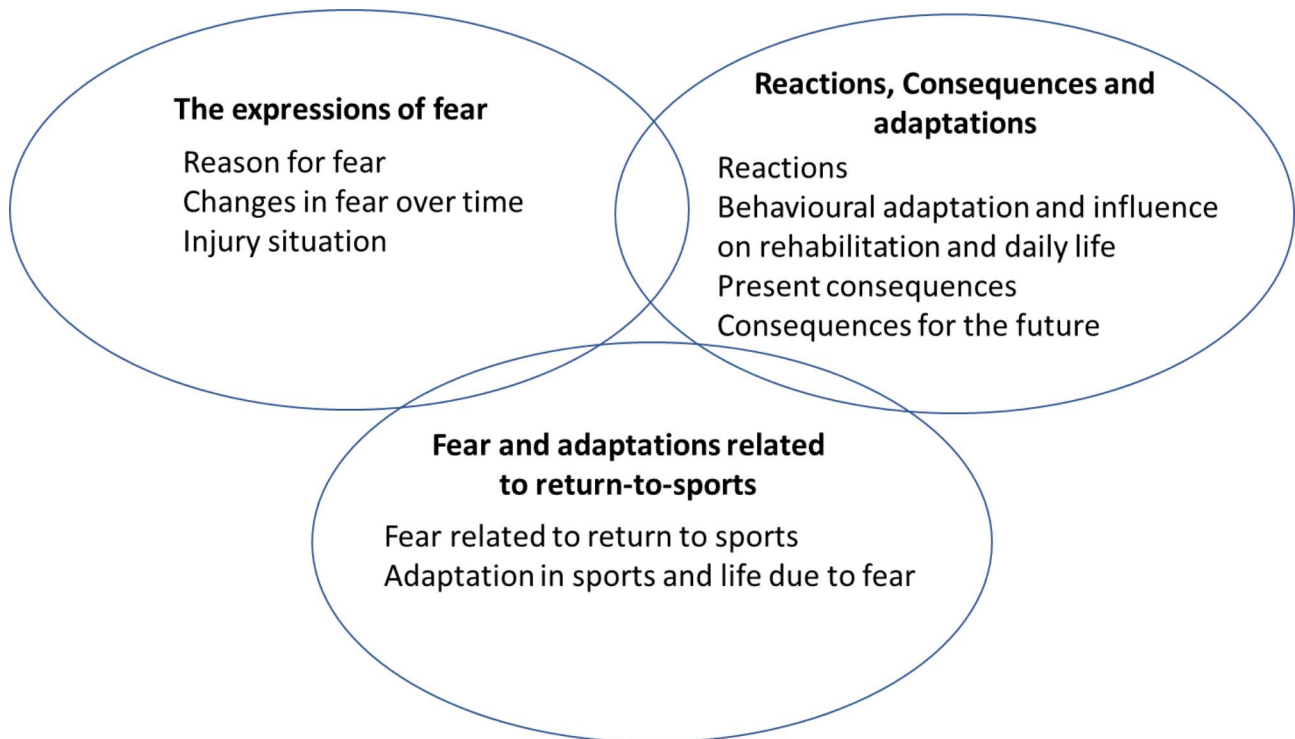 The expressions of fear
Reason for fear
Changes in fear over time
Injury situation
Reactions, Consequences and
adaptations
Reactions
Behavioural adaptation and influence
on rehabilitation and daily life
Present consequences
Consequences for the future
Fear and adaptations related
to return-to-sports
Fear related to return to sports
Adaptation in sports and life due to fear